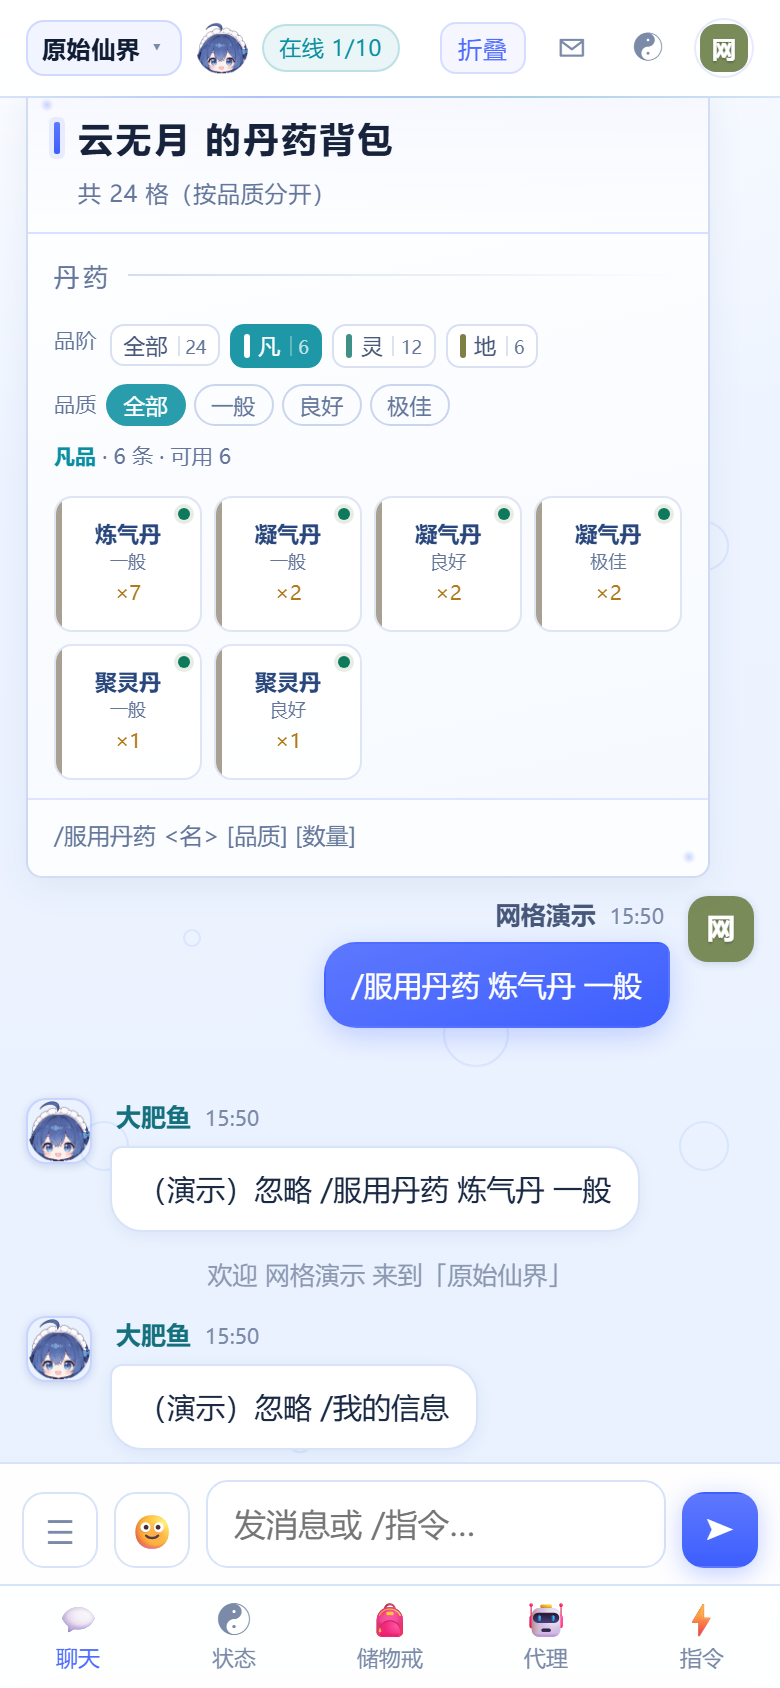 原始仙界 ▼ 在线 1/10 折叠 网
云无月 的丹药背包
共 24 格（按品质分开）
丹药
品阶 全部 24 凡 6 灵 12 地 6
品质 全部 一般 良好 极佳
凡品 · 6 条 · 可用 6
炼气丹 凝气丹 凝气丹 凝气丹
一般 一般 良好 极佳
×7 ×2 ×2 ×2
聚灵丹 聚灵丹
一般 良好
×1 ×1
/服用丹药 <名> [品质] [数量]
网格演示 15:50 网
/服用丹药 炼气丹 一般
大肥鱼 15:50
（演示）忽略 /服用丹药 炼气丹 一般
欢迎 网格演示 来到「原始仙界」
大肥鱼 15:50
（演示）忽略 /我的信息
发消息或 /指令...
聊天 状态 储物戒 代理 指令